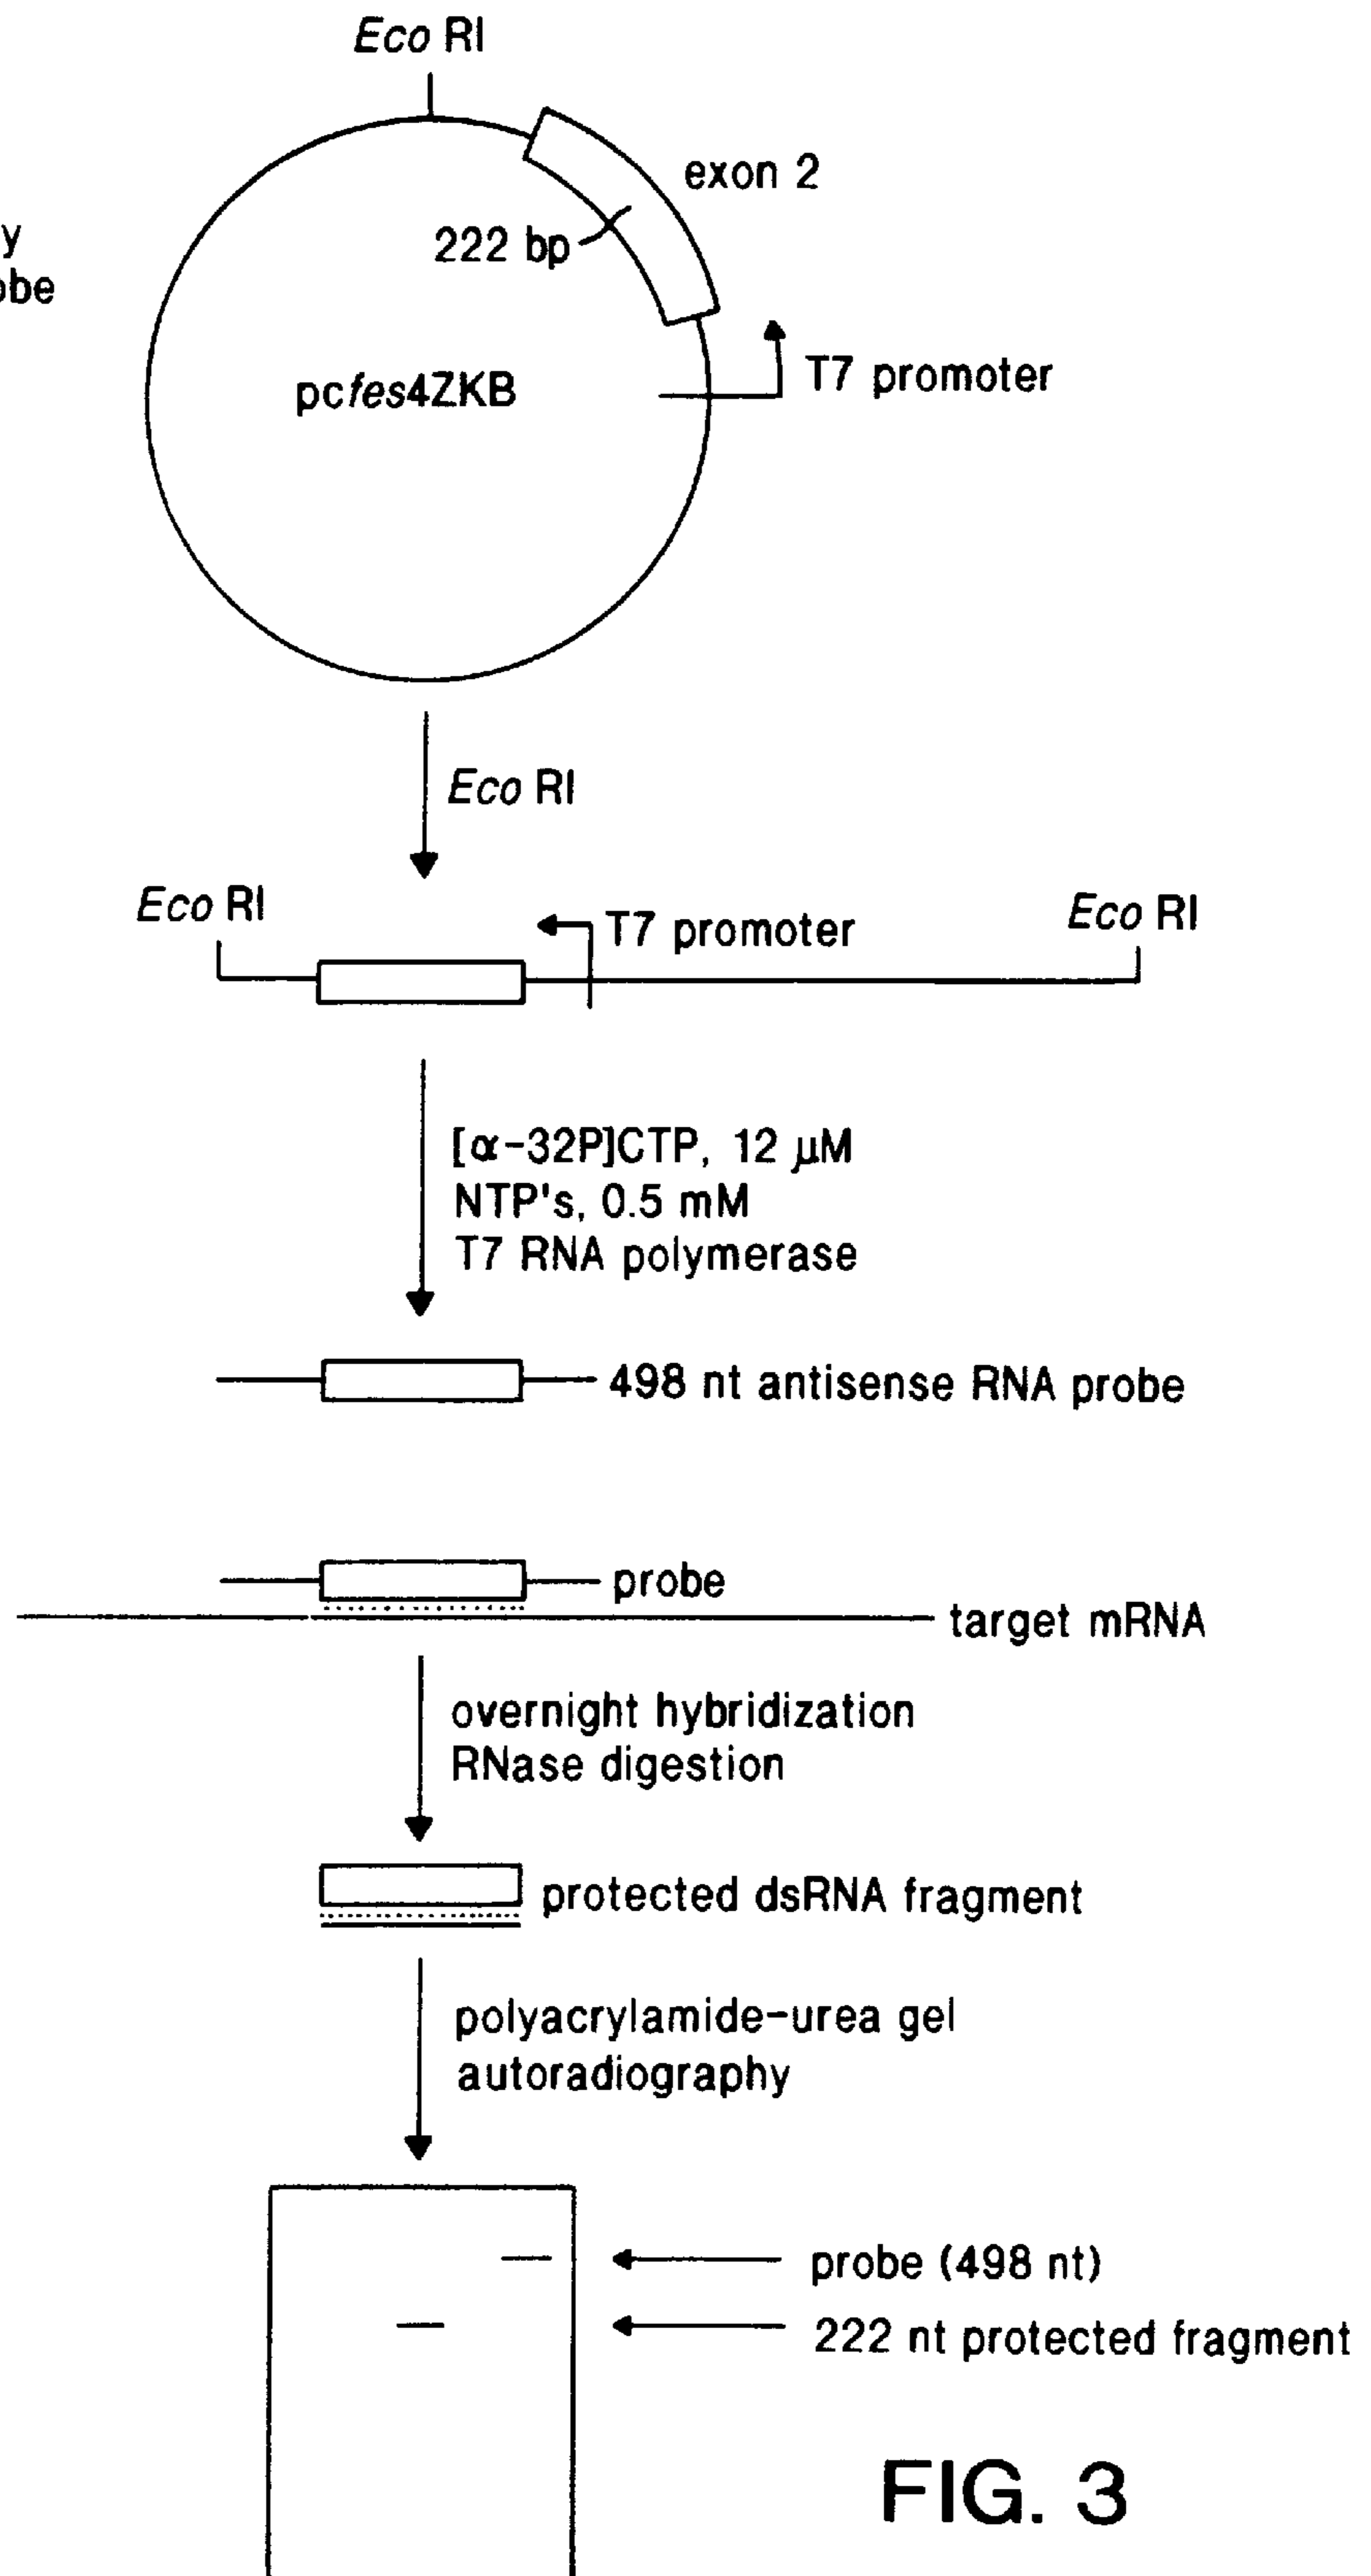 Eco RI
exon 2
222 bp
y
obe
pcfes4ZKB
T7 promoter
Eco RI
Eco RI
T7 promoter
Eco RI
[α-32P]CTP, 12 µM
NTP's, 0.5 mM
T7 RNA polymerase
498 nt antisense RNA probe
probe
target mRNA
overnight hybridization
RNase digestion
protected dsRNA fragment
polyacrylamide-urea gel
autoradiography
probe (498 nt)
222 nt protected fragment
FIG. 3